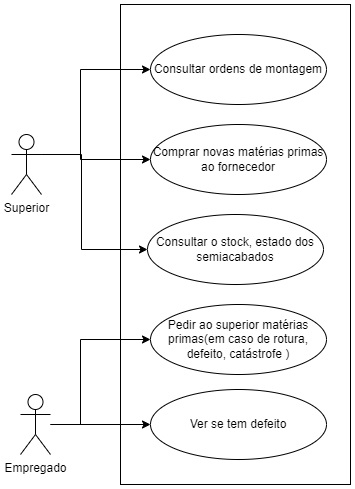 Consultar ordens de montagem
Comprar novas matérias primas
ao fornecedor
Superior
Consultar o stock, estado dos
semiacabados
Pedir ao superior matérias
primas(em caso de rotura,
defeito, catástrofe )
Ver se tem defeito
Empregado